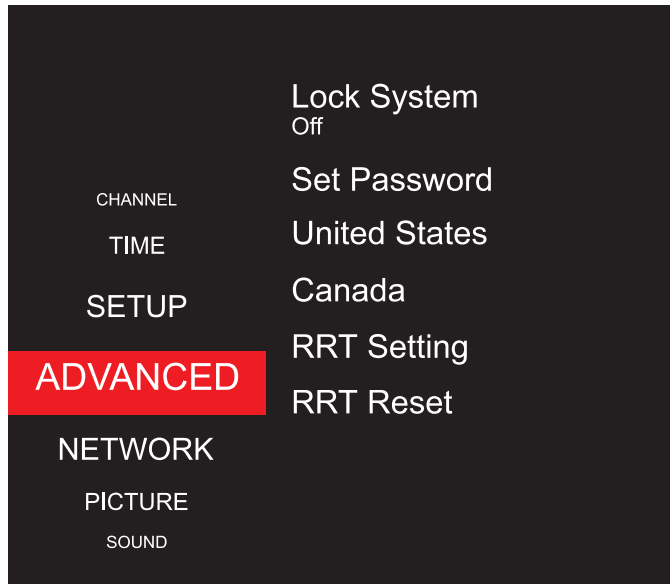 CHANNEL
TIME
SETUP
ADVANCED
NETWORK
PICTURE
SOUND
Lock System
Off
Set Password
United States
Canada
RRT Setting
RRT Reset